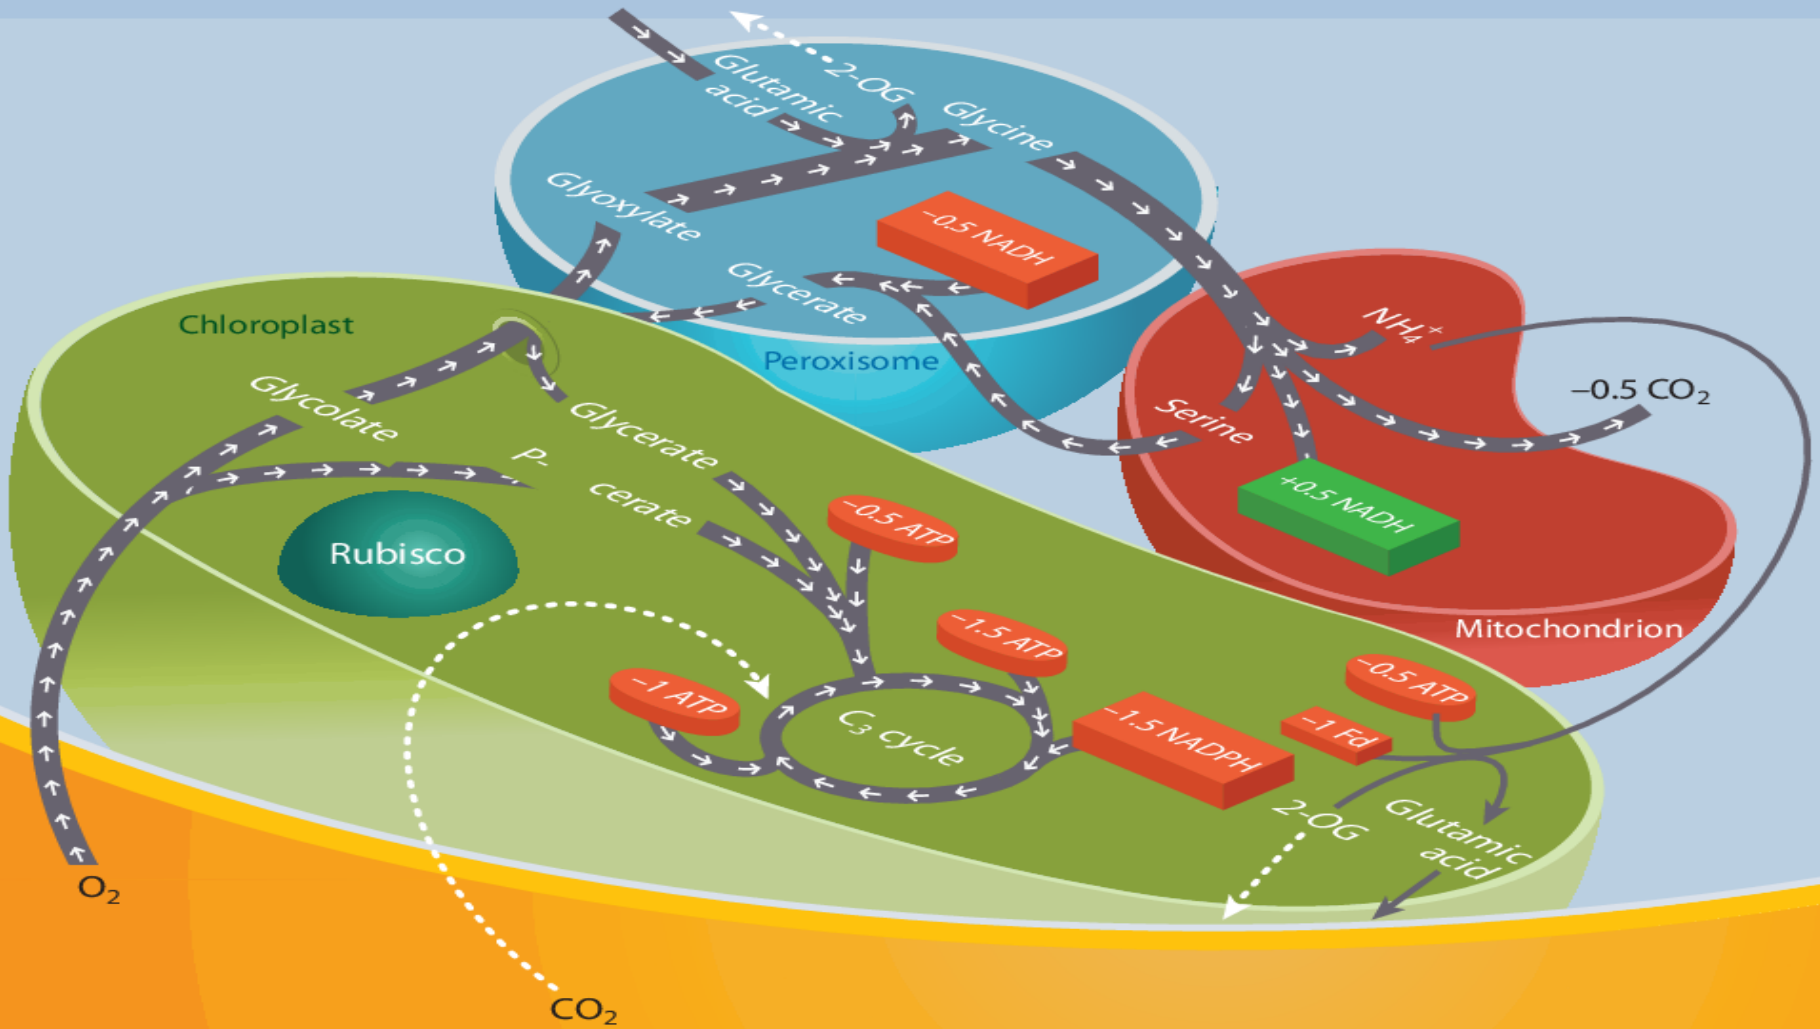 Glutamic
acid
2-OG
Glycine
Glyoxylate
−0.5 NADH
Glycerate
Peroxisome
Chloroplast
Glycolate
Glycerate
P-
cerate
Rubisco
NH₄⁺
−0.5 CO₂
Serine
+0.5 NADH
Mitochondrion
−0.5 ATP
−1.5 ATP
−1 ATP
C₃ cycle
−1.5 NADPH
−0.5 ATP
−1 Fd
2-OG
Glutamic
acid
O₂
CO₂